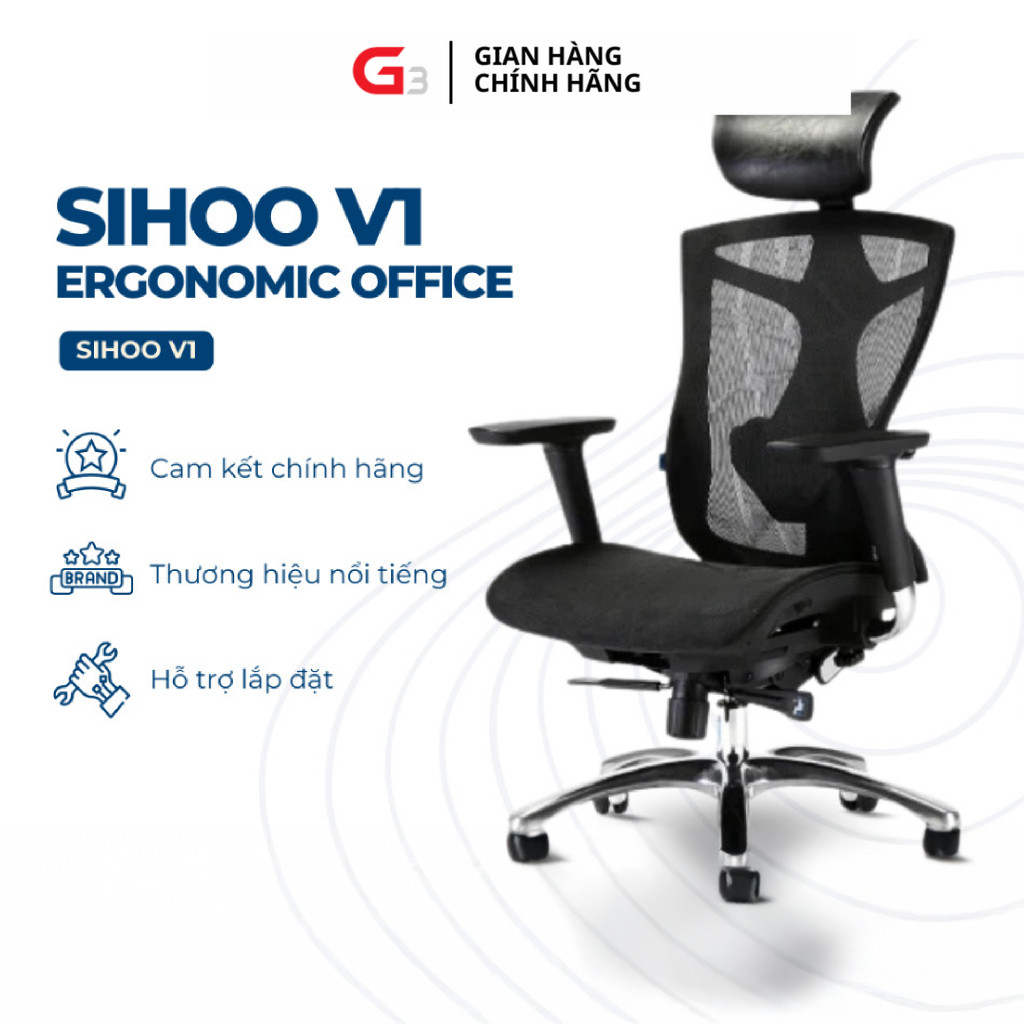 G3
GIAN HÀNG
CHÍNH HÃNG
SIHOO V1
ERGONOMIC OFFICE
SIHOO V1
Cam kết chính hãng
BRAND
Thương hiệu nổi tiếng
Hỗ trợ lắp đặt